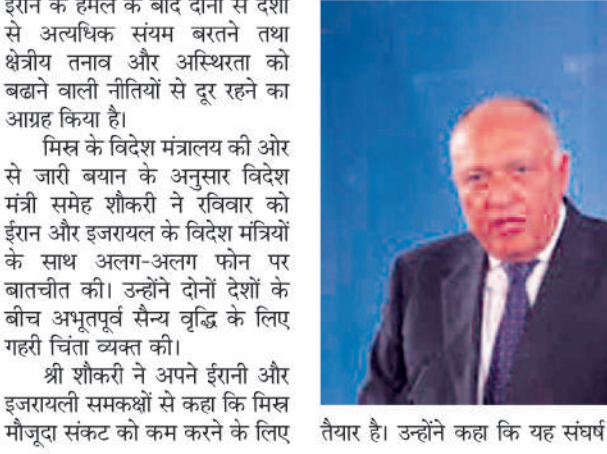 ईरान के हमले के बाद दोनों से देशों
से अत्यधिक संयम बरतने तथा
क्षेत्रीय तनाव और अस्थिरता को
बढाने वाली नीतियों से दूर रहने का
आग्रह किया है।
मिस्र के विदेश मंत्रालय की ओर
से जारी बयान के अनुसार विदेश
मंत्री समेह शौकरी ने रविवार को
ईरान और इजरायल के विदेश मंत्रियों
के साथ अलग-अलग फोन पर
बातचीत की। उन्होंने दोनों देशों के
बीच अभूतपूर्व सैन्य वृद्धि के लिए
गहरी चिंता व्यक्त की।
श्री शौकरी ने अपने ईरानी और
इजरायली समकक्षों से कहा कि मिस्र
मौजूदा संकट को कम करने के लिए
तैयार है। उन्होंने कहा कि यह संघर्ष